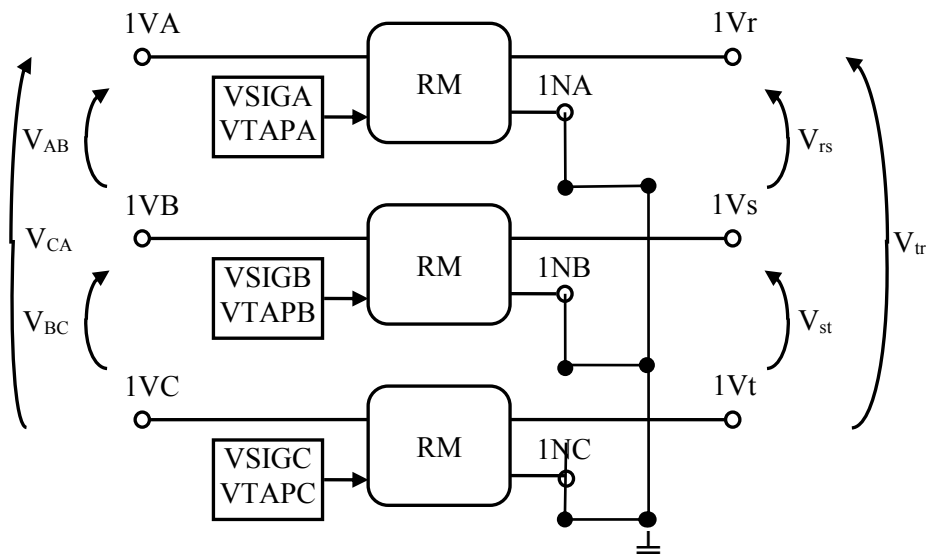 1VA
1Vr
VSIGA
VTAPA
RM
1NA
VAB
Vrs
1VB
1Vs
VCA
Vtr
VSIGB
VTAPB
RM
1NB
VBC
Vst
1VC
1Vt
VSIGC
VTAPC
RM
1NC